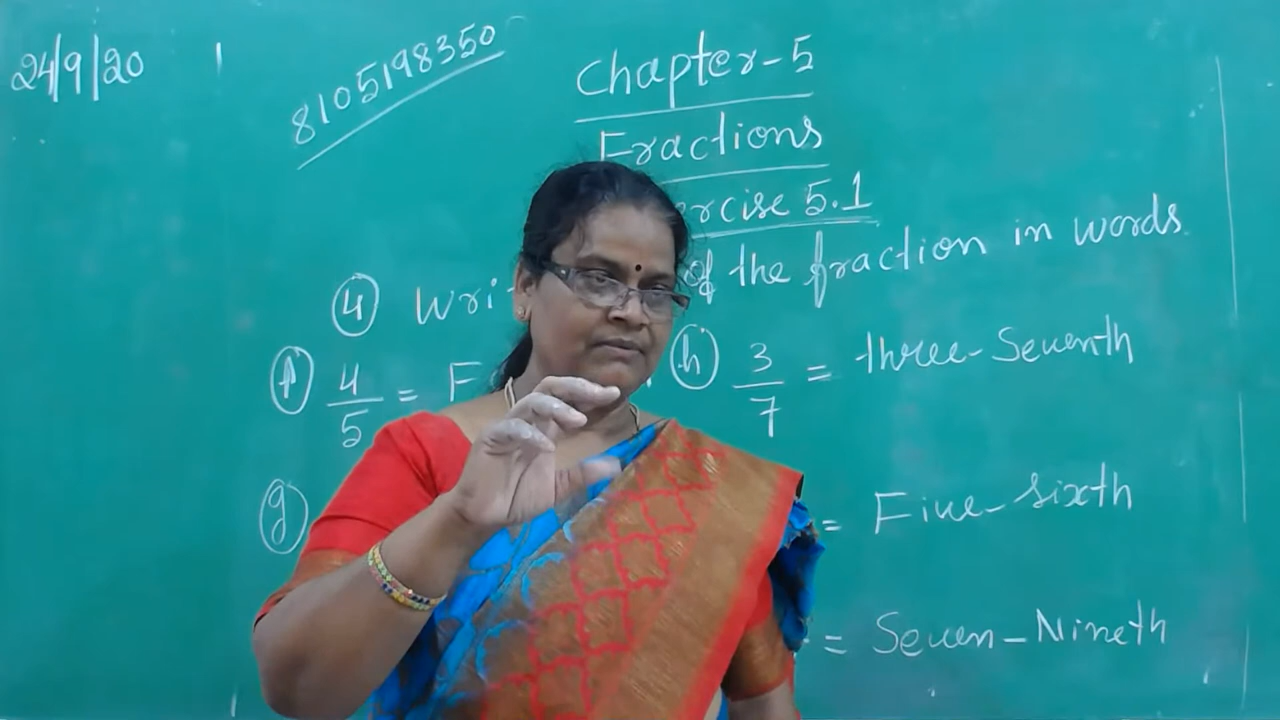 24/9/20
8105198350
Chapter-5
Fractions
rcise 5.1
4 Wri of the fraction in words
f 4/5 = F
h 3/7 = three-Seventh
g
= Five-sixth
= Seven-Nineth